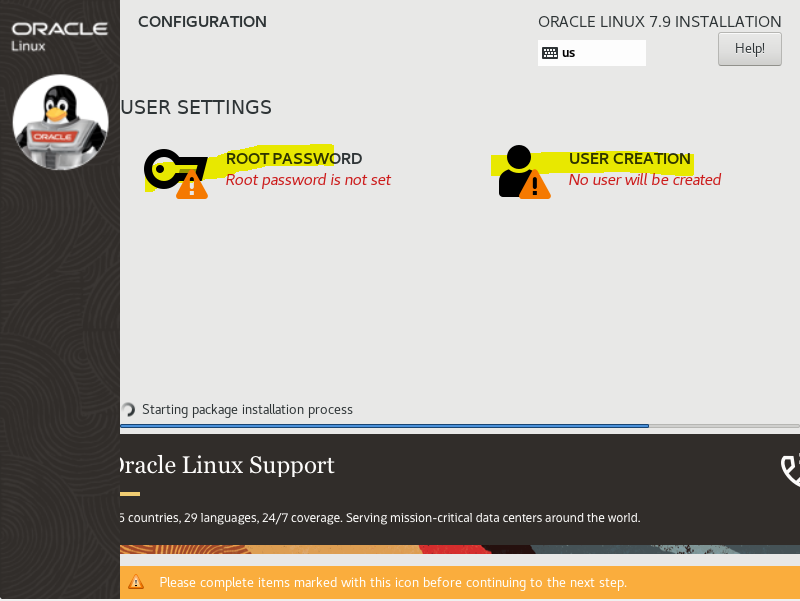 ORACLE
Linux
CONFIGURATION
ORACLE LINUX 7.9 INSTALLATION
us
Help!
ORACLE
USER SETTINGS
ROOT PASSWORD
Root password is not set
USER CREATION
No user will be created
Starting package installation process
Oracle Linux Support
5 countries, 29 languages, 24/7 coverage. Serving mission-critical data centers around the world.
Please complete items marked with this icon before continuing to the next step.